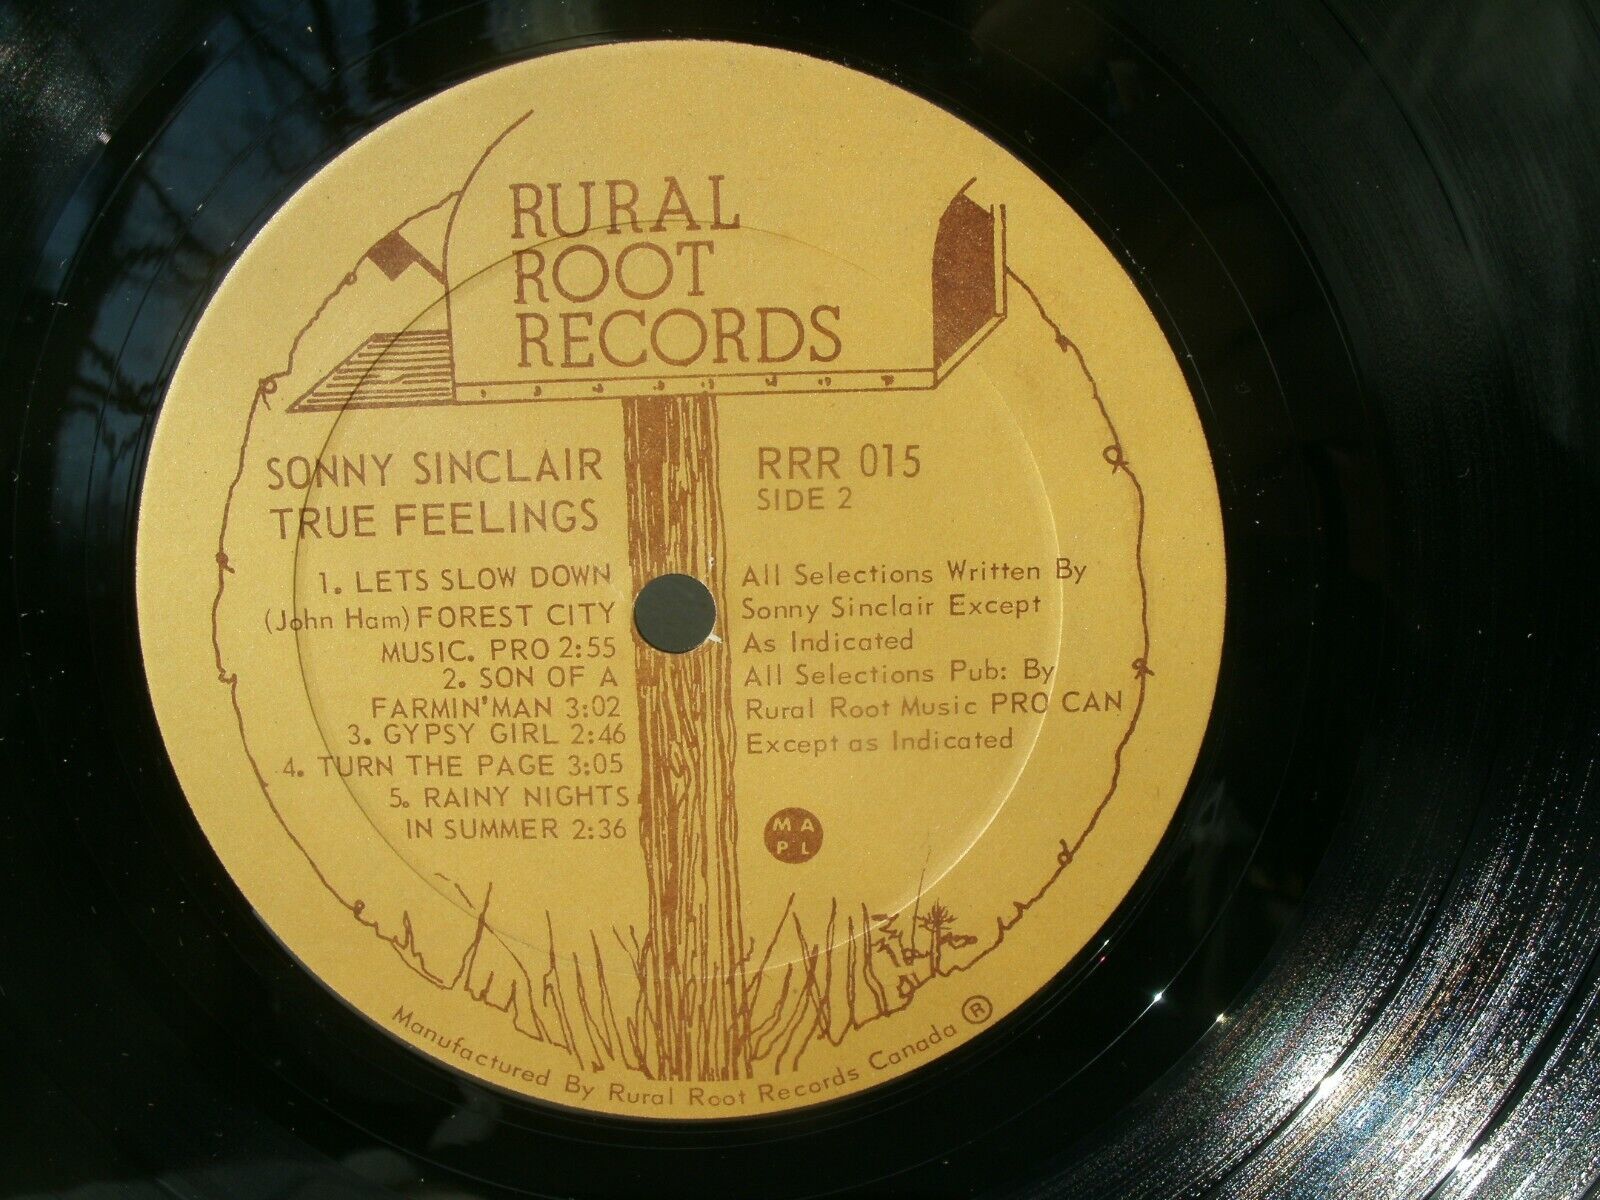 RURAL
ROOT
RECORDS
SONNY SINCLAIR
TRUE FEELINGS
RRR 015
SIDE 2
1. LETS SLOW DOWN
(John Ham) FOREST CITY
MUSIC. PRO 2:55
2. SON OF A
FARMIN'MAN 3:02
3. GYPSY GIRL 2:46
4. TURN THE PAGE 3:05
5. RAINY NIGHTS
IN SUMMER 2:36
All Selections Written By
Sonny Sinclair Except
As Indicated
All Selections Pub: By
Rural Root Music PRO CAN
Except as Indicated
M A
P L
Manufactured By Rural Root Records Canada ®